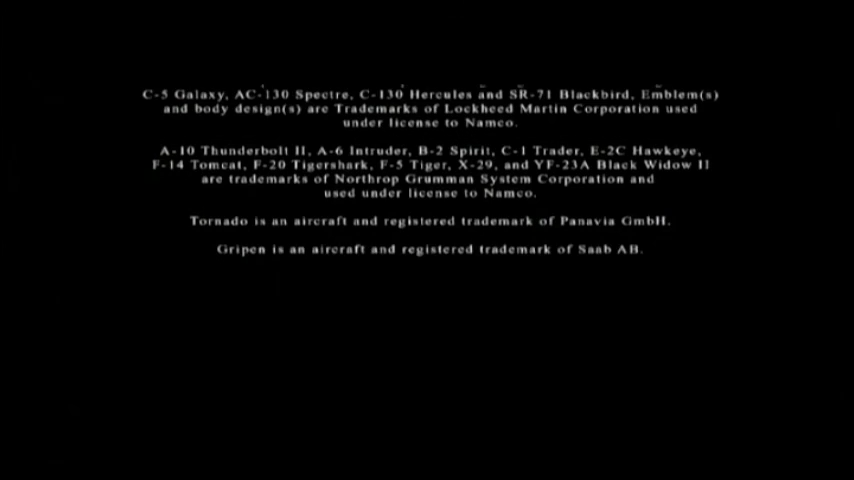 C-5 Galaxy, AC-130 Spectre, C-130 Hercules and SR-71 Blackbird, Emblem(s)
and body design(s) are Trademarks of Lockheed Martin Corporation used
under license to Namco.
A-10 Thunderbolt II, A-6 Intruder, B-2 Spirit, C-1 Trader, E-2C Hawkeye,
F-14 Tomcat, F-20 Tigershark, F-5 Tiger, X-29, and YF-23A Black Widow II
are trademarks of Northrop Grumman System Corporation and
used under license to Namco.
Tornado is an aircraft and registered trademark of Panavia GmbH.
Gripen is an aircraft and registered trademark of Saab AB.